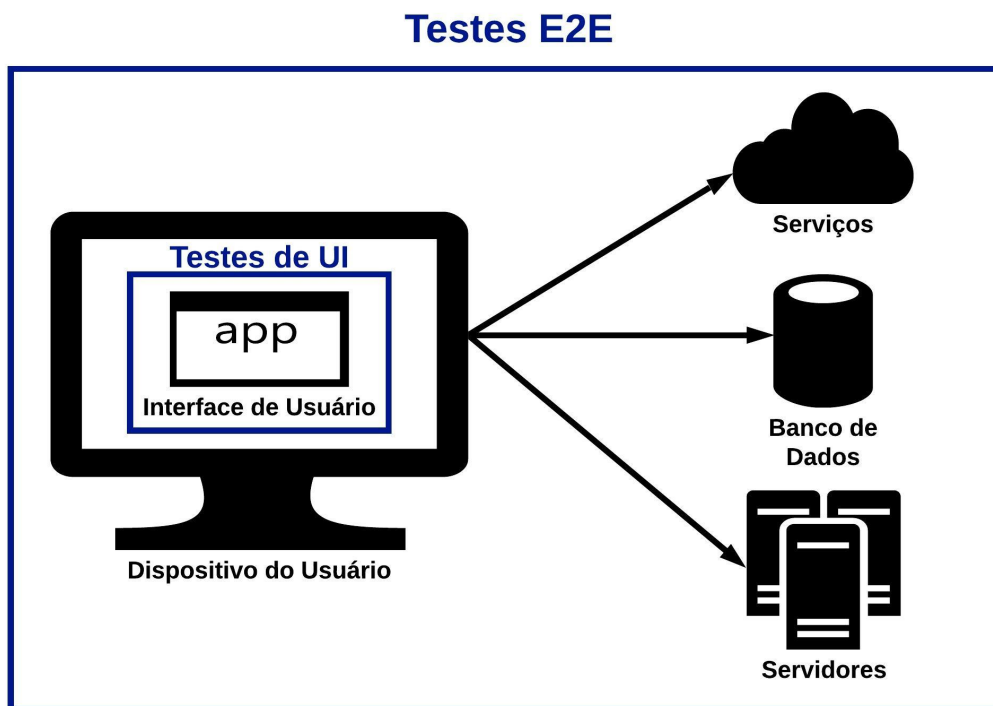 Testes E2E
Testes de UI
app
Interface de Usuário
Dispositivo do Usuário
Serviços
Banco de
Dados
Servidores